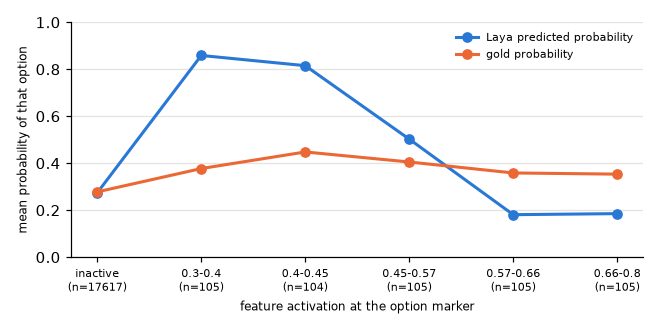 1.0
0.8
0.6
0.4
0.2
0.0
mean probability of that option
Laya predicted probability
gold probability
inactive
(n=17617)
0.3-0.4
(n=105)
0.4-0.45
(n=104)
0.45-0.57
(n=105)
0.57-0.66
(n=105)
0.66-0.8
(n=105)
feature activation at the option marker